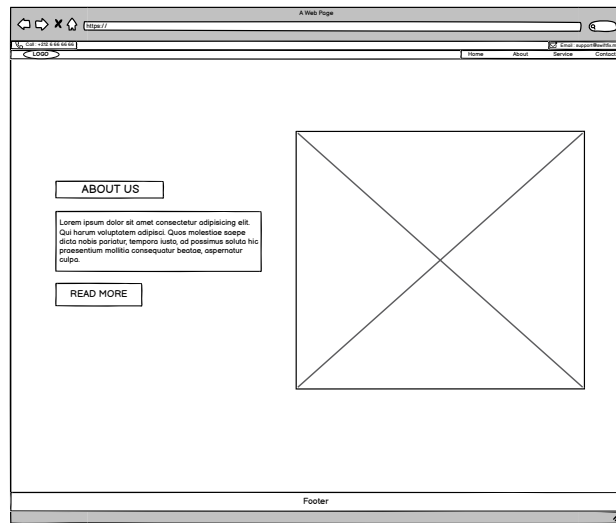 A Web Page
https://
Call : +212 6 66 66 66
Email : support@swiftfix.m
LOGO
Home About Service Contact
ABOUT US
Lorem ipsum dolor sit amet consectetur adipisicing elit.
Qui harum voluptatem adipisci. Quos molestiae saepe
dicta nobis pariatur, tempora iusto, ad possimus soluta hic
praesentium mollitia consequatur beatae, aspernatur
culpa.
READ MORE
Footer